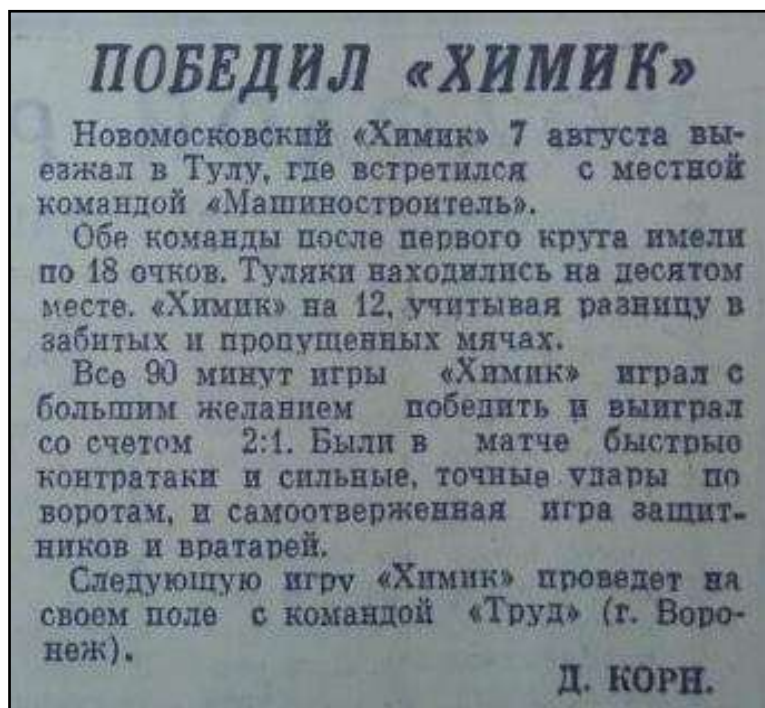 ПОБЕДИЛ «ХИМИК»
Новомосковский «Химик» 7 августа вы-
езжал в Тулу, где встретился с местной
командой «Машиностроитель».
Обе команды после первого круга имели
по 18 очков. Туляки находились на десятом
месте. «Химик» на 12, учитывая разницу в
забитых и пропущенных мячах.
Все 90 минут игры «Химик» играл с
большим желанием победить и выиграл
со счетом 2:1. Были в матче быстрые
контратаки и сильные, точные удары по
воротам, и самоотверженная игра защит-
ников и вратарей.
Следующую игру «Химик» проведет на
своем поле с командой «Труд» (г. Воро-
неж).
Д. КОРН.